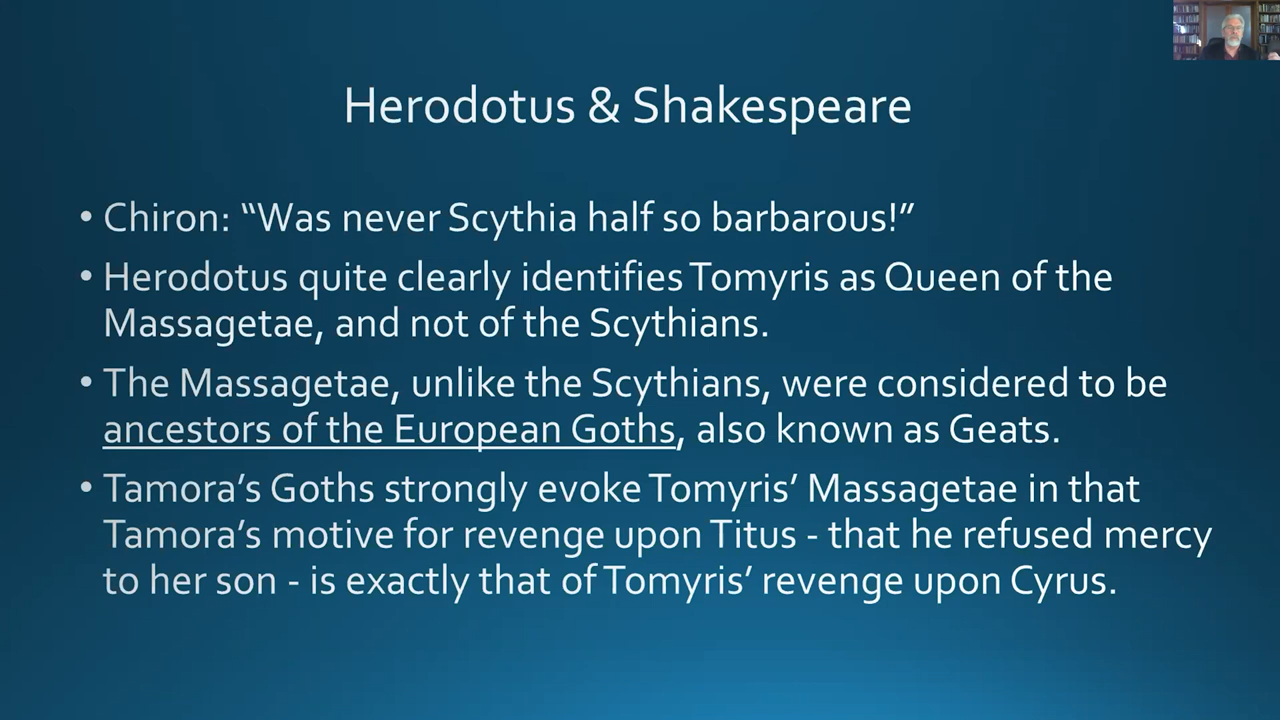 Herodotus & Shakespeare
• Chiron: “Was never Scythia half so barbarous!”
• Herodotus quite clearly identifies Tomyris as Queen of the
Massagetae, and not of the Scythians.
• The Massagetae, unlike the Scythians, were considered to be
ancestors of the European Goths, also known as Geats.
• Tamora’s Goths strongly evoke Tomyris’ Massagetae in that
Tamora’s motive for revenge upon Titus - that he refused mercy
to her son - is exactly that of Tomyris’ revenge upon Cyrus.